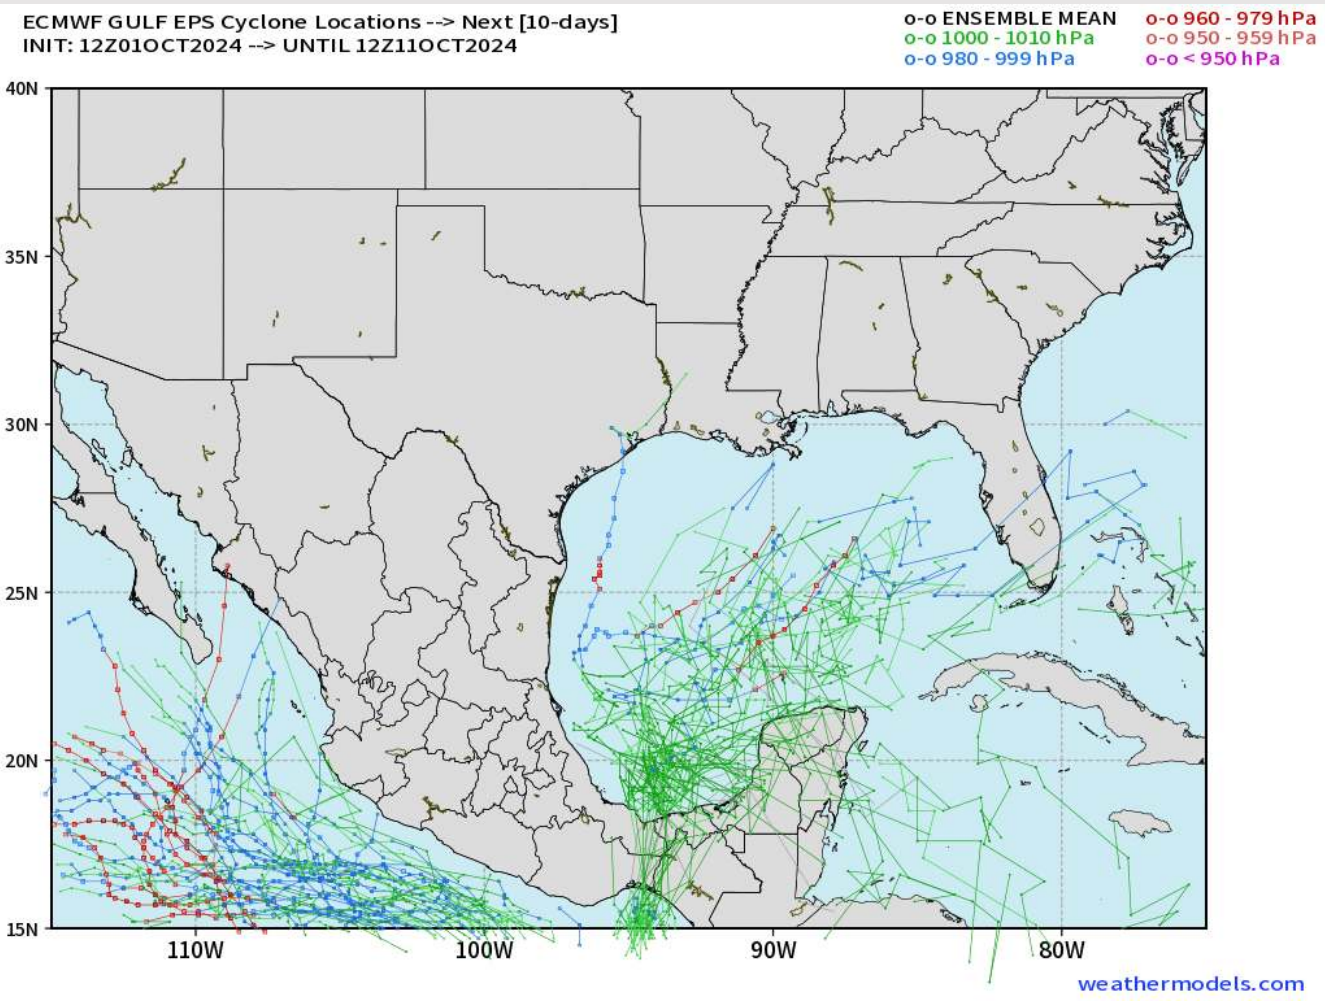 ECMWF GULF EPS Cyclone Locations --> Next [10-days]
INIT: 12Z01OCT2024 --> UNTIL 12Z11OCT2024
o-o ENSEMBLE MEAN
o-o 1000 - 1010 hPa
o-o 980 - 999 hPa
o-o 960 - 979 hPa
o-o 950 - 959 hPa
o-o < 950 hPa
40N
35N
30N
25N
20N
15N
110W
100W
90W
80W
weathermodels.com